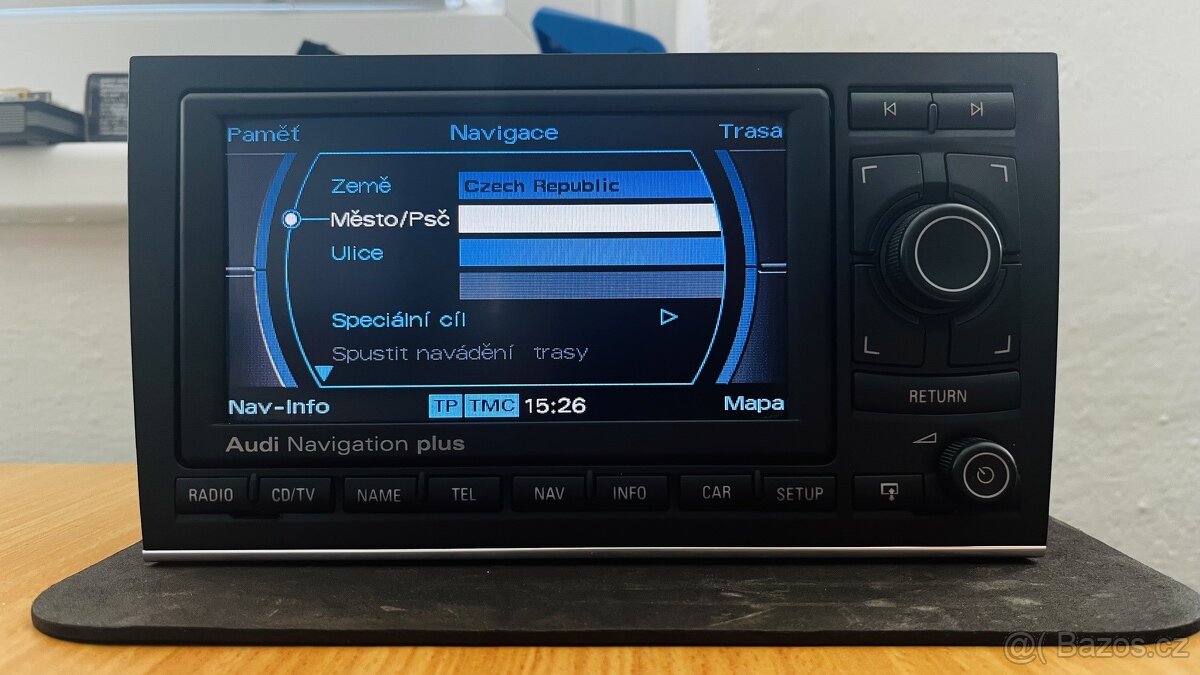 Paměť Navigace Trasa
Země Czech Republic
Město/Psč
Ulice
Speciální cíl
Spustit navádění trasy
Nav-Info TP TMC 15:26 Mapa
Audi Navigation plus
RETURN
RADIO CD/TV NAME TEL NAV INFO CAR SETUP
@( Bazos.cz